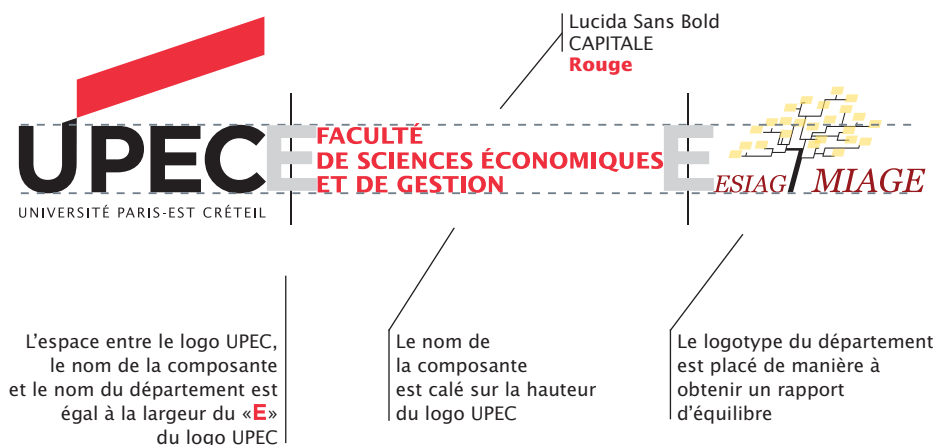 Lucida Sans Bold
CAPITALE
Rouge
UPEC
UNIVERSITÉ PARIS-EST CRÉTEIL
E
FACULTÉ
DE SCIENCES ÉCONOMIQUES
ET DE GESTION
E
ESIAG MIAGE
L'espace entre le logo UPEC,
le nom de la composante
et le nom du département est
égal à la largeur du «E»
du logo UPEC
Le nom de
la composante
est calé sur la hauteur
du logo UPEC
Le logotype du département
est placé de manière à
obtenir un rapport
d'équilibre